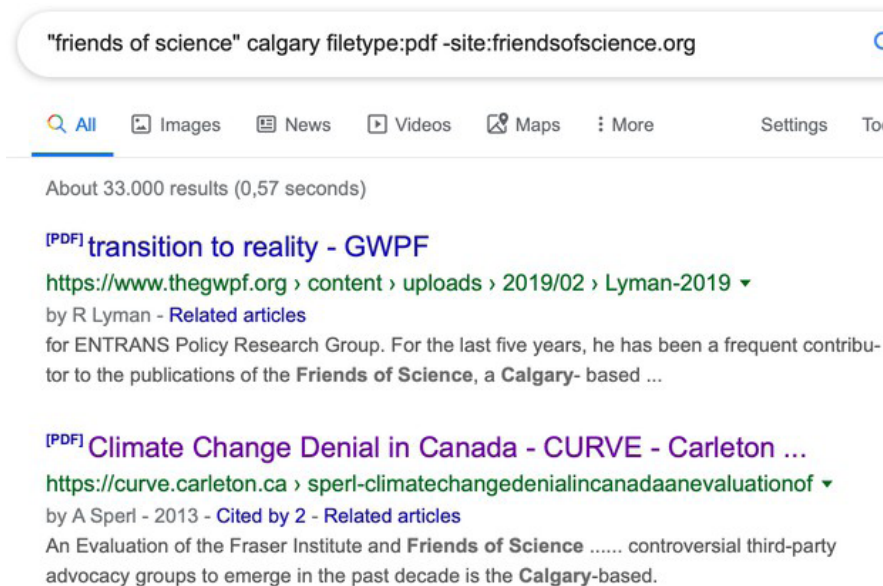 "friends of science" calgary filetype:pdf -site:friendsofscience.org
All Images News Videos Maps More Settings
About 33.000 results (0,57 seconds)
[PDF] transition to reality - GWPF
https://www.thegwpf.org › content › uploads › 2019/02 › Lyman-2019
by R Lyman - Related articles
for ENTRANS Policy Research Group. For the last five years, he has been a frequent contribu-
tor to the publications of the Friends of Science, a Calgary- based ...
[PDF] Climate Change Denial in Canada - CURVE - Carleton ...
https://curve.carleton.ca › sperl-climatechangedenialincanadaanevaluationof
by A Sperl - 2013 - Cited by 2 - Related articles
An Evaluation of the Fraser Institute and Friends of Science ...... controversial third-party
advocacy groups to emerge in the past decade is the Calgary-based.